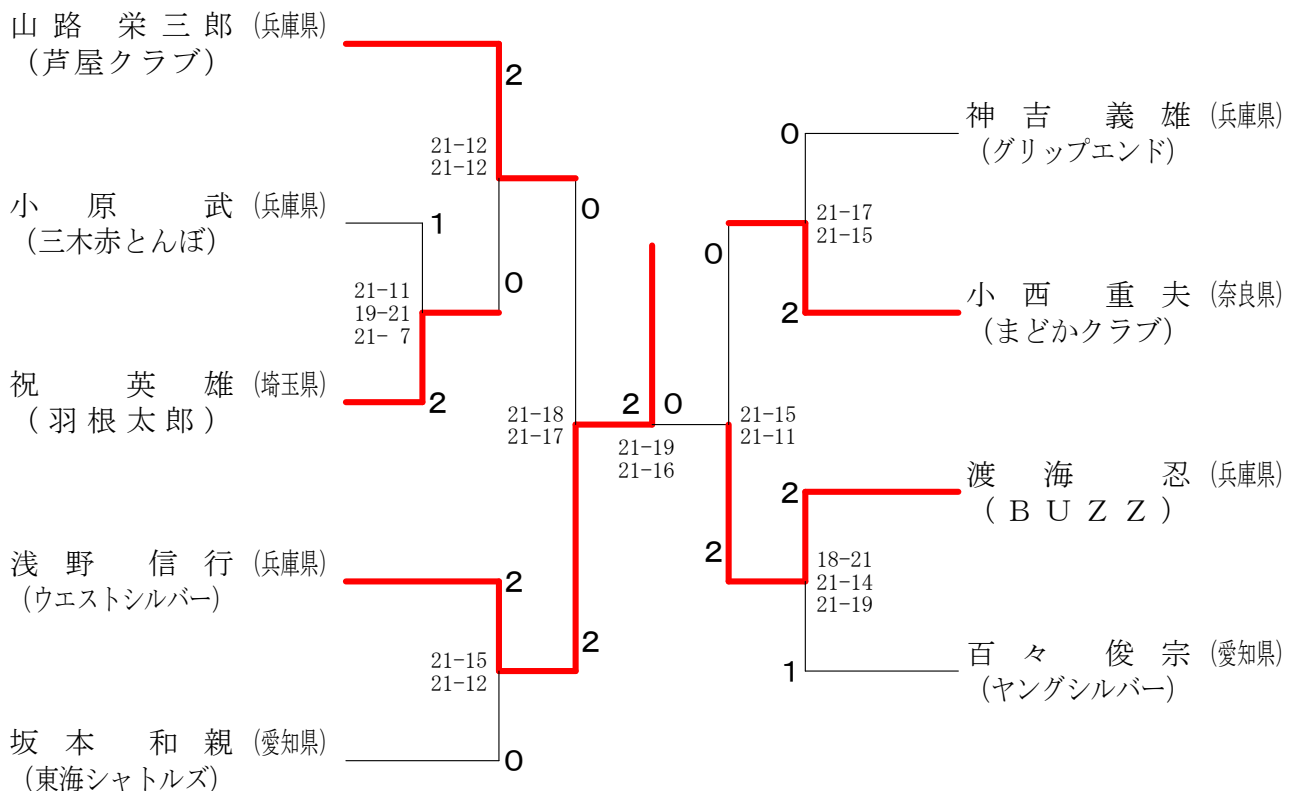 山路 栄三郎 (兵庫県)
(芦屋クラブ)
2
21-12
21-12
小原 武 (兵庫県)
(三木赤とんぼ)
1
0
0
21-11
19-21
21- 7
祝 英雄 (埼玉県)
(羽根太郎)
2
21-18
21-17
浅野 信行 (兵庫県)
(ウエストシルバー)
2
2
21-15
21-12
坂本 和親 (愛知県)
(東海シャトルズ)
0
2 0
21-19
21-16
0
神吉 義雄 (兵庫県)
(グリップエンド)
21-17
21-15
0
2
小西 重夫 (奈良県)
(まどかクラブ)
21-15
21-11
2
渡海 忍 (兵庫県)
(BUZZ)
2
18-21
21-14
21-19
1
百々 俊宗 (愛知県)
(ヤングシルバー)